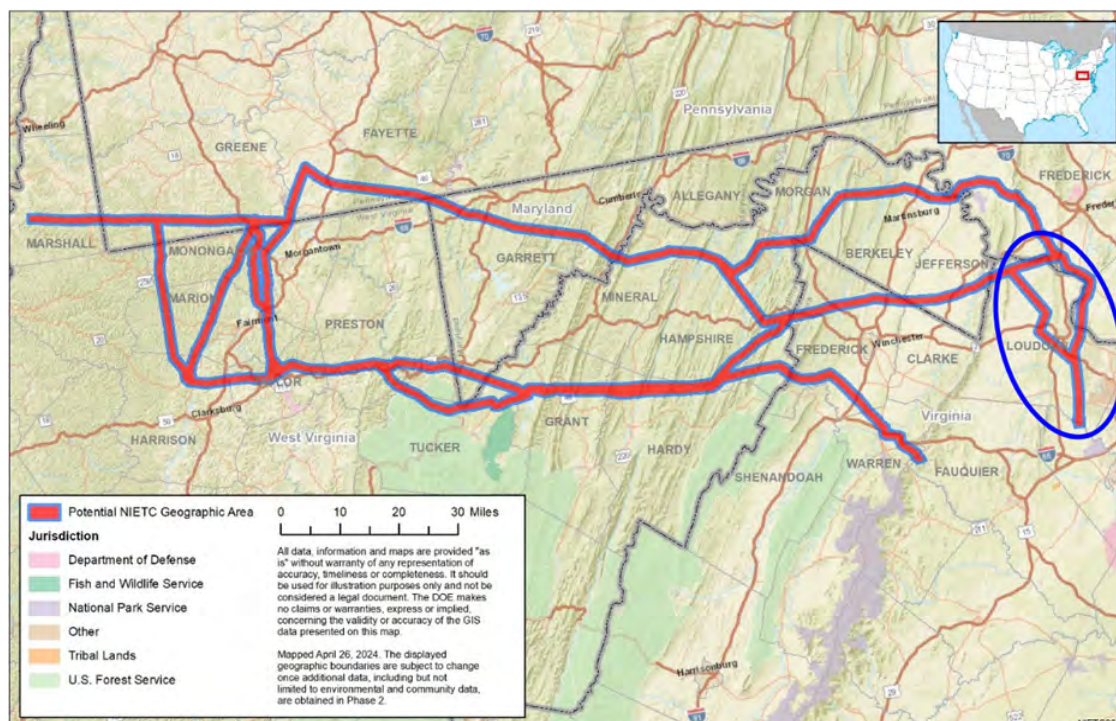 Pennsylvania
Wheeling
FAYETTE
GREENE
FREDERICK
ALLEGANY
MORGAN
Maryland
Pennsylvania
West Virginia
Martinsburg
MARSHALL
Morgantown
GARRETT
BERKELEY
JEFFERSON
MARION
MINERAL
Fairmont
PRESTON
HAMPSHIRE
FREDERICK
Winchester
CLARKE
Clarksburg
HARRISON
West Virginia
TUCKER
GRANT
HARDY
Virginia
SHENANDOAH
WARREN
FAUQUIER
Harrisonburg
Potential NIETC Geographic Area
Jurisdiction
Department of Defense
Fish and Wildlife Service
National Park Service
Other
Tribal Lands
U.S. Forest Service
0 10 20 30 Miles
All data, information and maps are provided "as
is" without warranty of any representation of
accuracy, timeliness or completeness. It should
be used for illustration purposes only and not be
considered a legal document. The DOE makes
no claims or warranties, express or implied,
concerning the validity or accuracy of the GIS
data presented on this map.
Mapped April 26, 2024. The displayed
geographic boundaries are subject to change
once additional data, including but not
limited to environmental and community data,
are obtained in Phase 2.